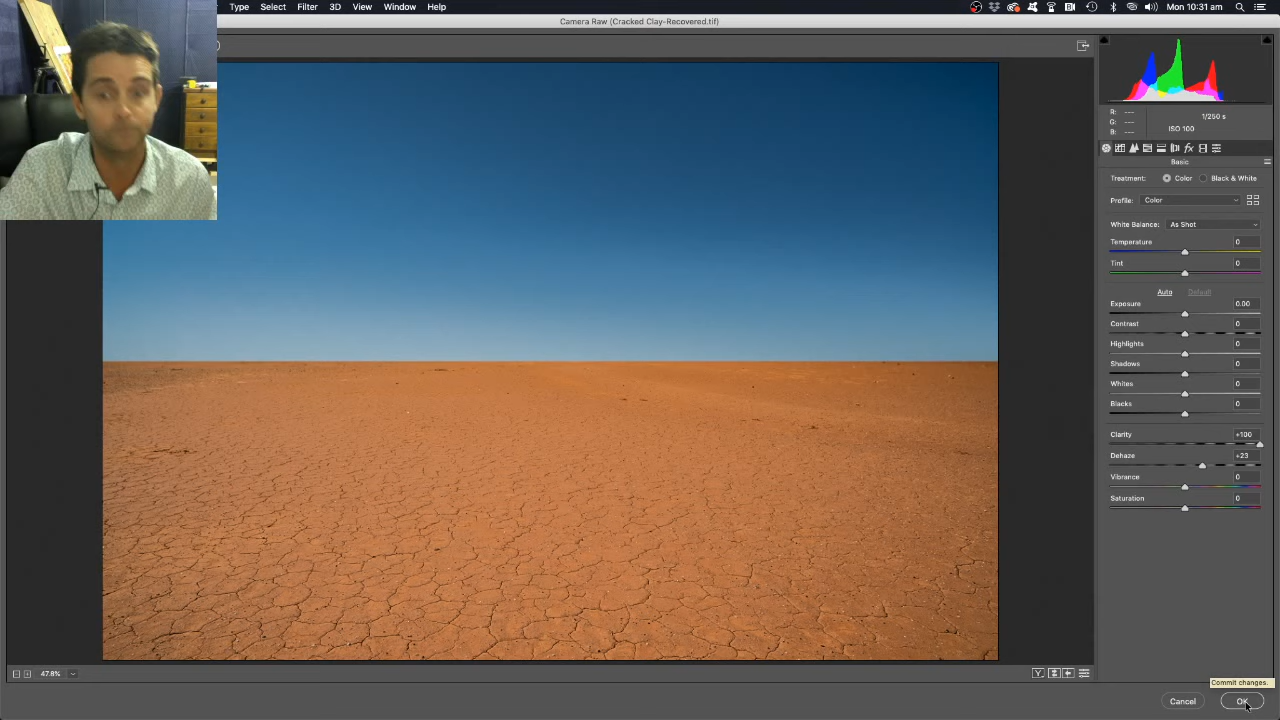 Type Select Filter 3D View Window Help Mon 10:31 am
Camera Raw (Cracked Clay-Recovered.tif)
R: ---
G: ---
B: ---
1/250 s
ISO 100
fx
Basic
Treatment: Color Black & White
Profile: Color
White Balance: As Shot
Temperature 0
Tint 0
Auto Default
Exposure 0.00
Contrast 0
Highlights 0
Shadows 0
Whites 0
Blacks 0
Clarity +100
Dehaze +23
Vibrance 0
Saturation 0
47.8% Y
Commit changes.
Cancel OK